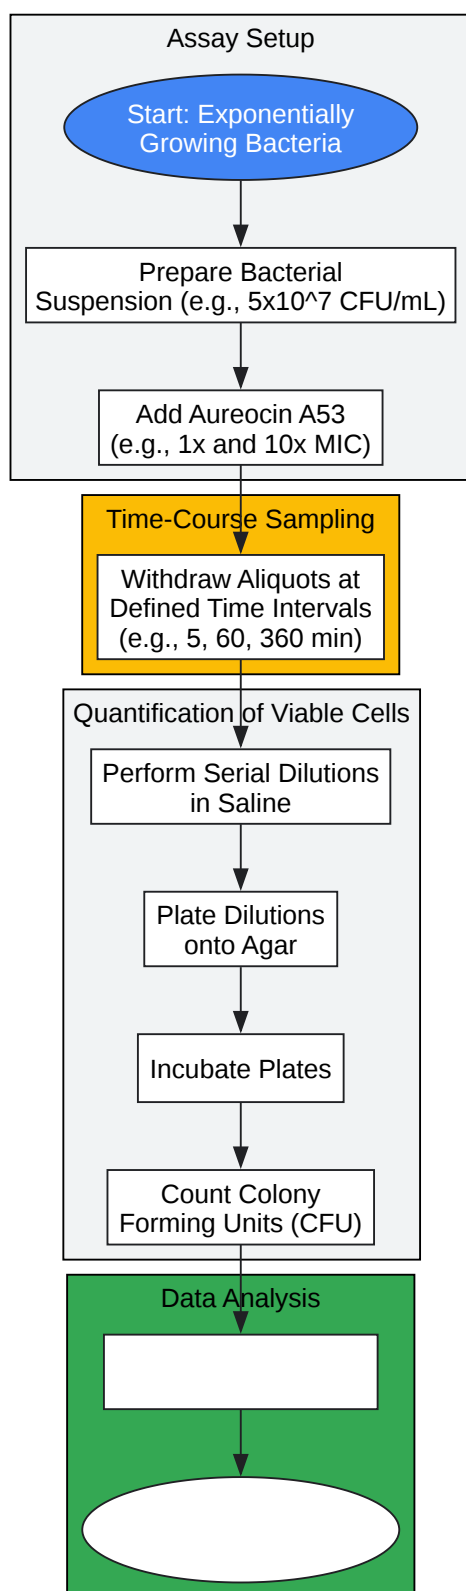 Assay Setup
Start: Exponentially
Growing Bacteria
Prepare Bacterial
Suspension (e.g., 5x10^7 CFU/mL)
Add Aureocin A53
(e.g., 1x and 10x MIC)
Time-Course Sampling
Withdraw Aliquots at
Defined Time Intervals
(e.g., 5, 60, 360 min)
Quantification of Viable Cells
Perform Serial Dilutions
in Saline
Plate Dilutions
onto Agar
Incubate Plates
Count Colony
Forming Units (CFU)
Data Analysis